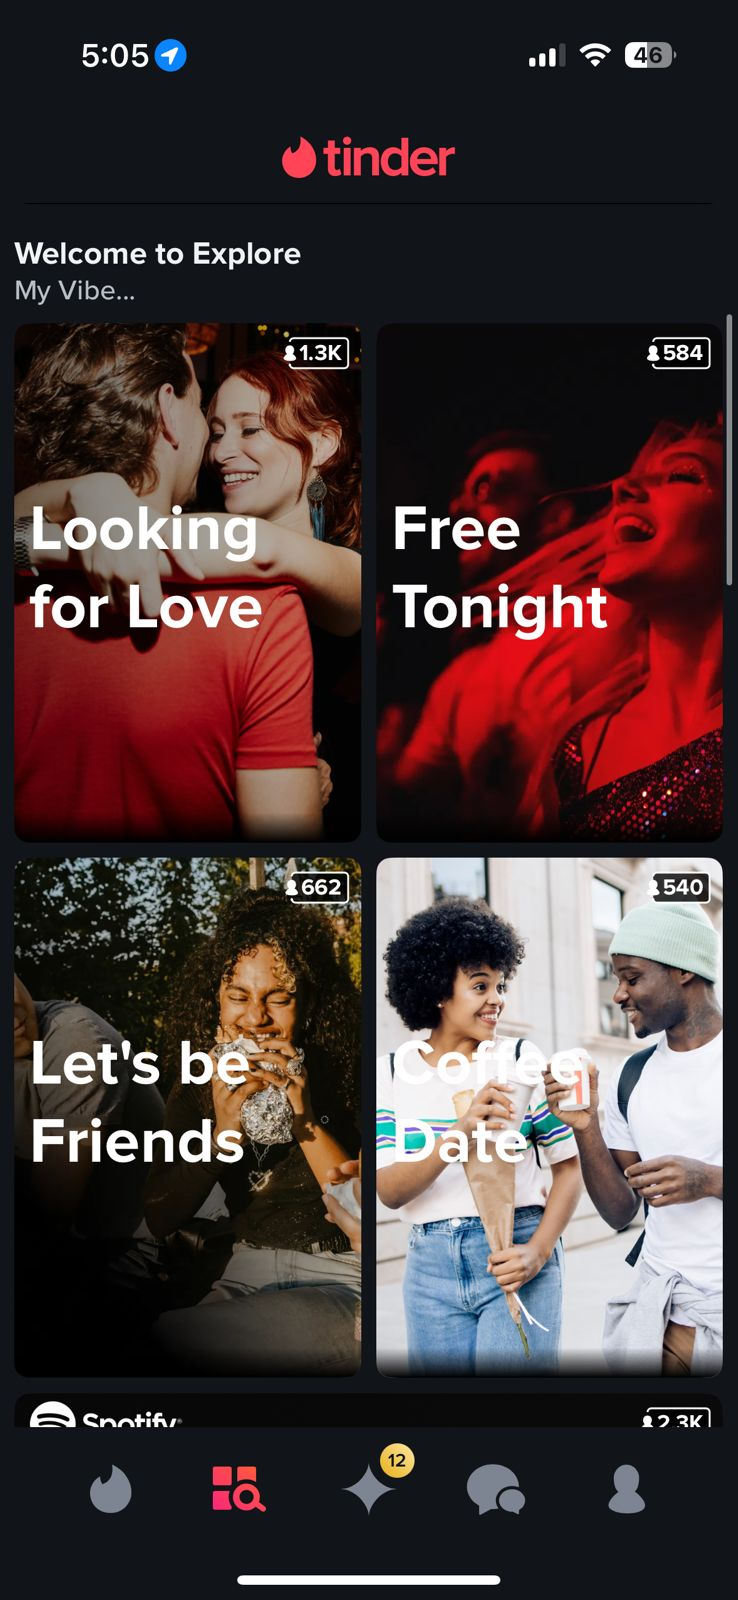 5:05
46
tinder
Welcome to Explore
My Vibe...
1.3K
Looking
for Love
584
Free
Tonight
662
Let's be
Friends
540
Coffee
Date
Spotify
2.3K
12